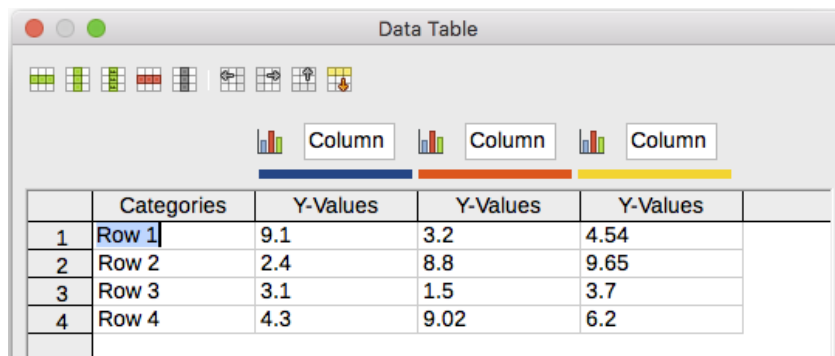 Data Table
Column Column Column
Categories Y-Values Y-Values Y-Values
1 Row 1 9.1 3.2 4.54
2 Row 2 2.4 8.8 9.65
3 Row 3 3.1 1.5 3.7
4 Row 4 4.3 9.02 6.2